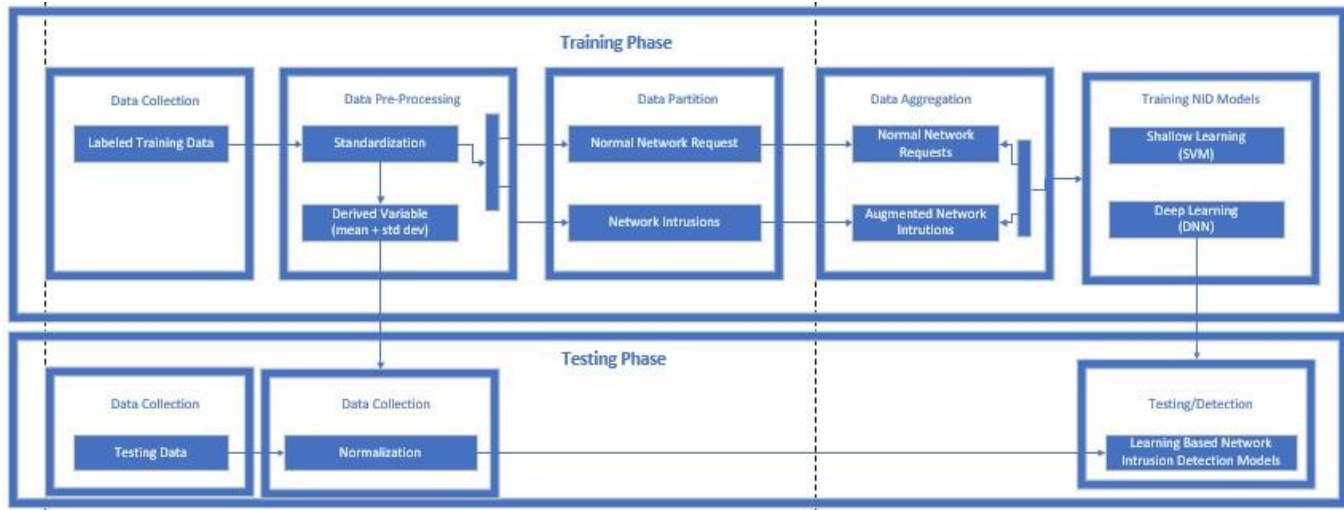 Training Phase
Data Collection
Labeled Training Data
Data Pre-Processing
Standardization
Derived Variable
(mean + std dev)
Data Partition
Normal Network Request
Network Intrusions
Data Aggregation
Normal Network
Requests
Augmented Network
Intrutions
Training NID Models
Shallow Learning
(SVM)
Deep Learning
(DNN)
Testing Phase
Data Collection
Testing Data
Data Collection
Normalization
Testing/Detection
Learning Based Network
Intrusion Detection Models